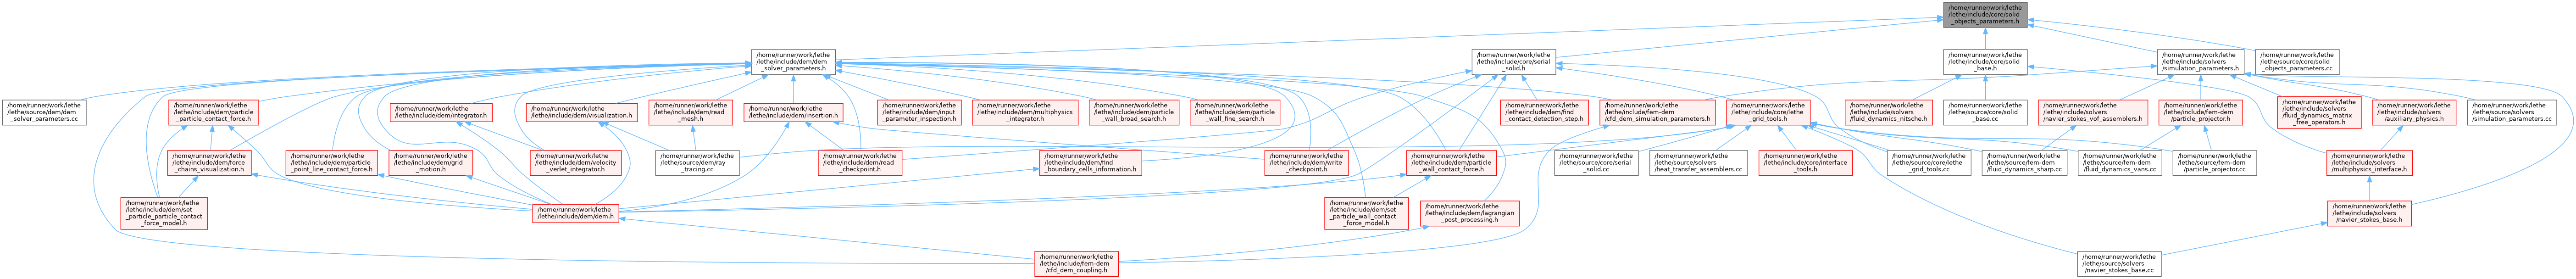 /home/runner/work/lethe
/lethe/include/core/solid
_objects_parameters.h
/home/runner/work/lethe
/lethe/include/dem/dem
_solver_parameters.h
/home/runner/work/lethe
/lethe/include/core/serial
_solid.h
/home/runner/work/lethe
/lethe/include/core/solid
_base.h
/home/runner/work/lethe
/lethe/include/solvers
/simulation_parameters.h
/home/runner/work/lethe
/lethe/source/core/solid
_objects_parameters.cc
/home/runner/work/lethe
/lethe/source/dem/dem
_solver_parameters.cc
/home/runner/work/lethe
/lethe/include/dem/particle
_particle_contact_force.h
/home/runner/work/lethe
/lethe/include/dem/integrator.h
/home/runner/work/lethe
/lethe/include/dem/visualization.h
/home/runner/work/lethe
/lethe/include/dem/read
_mesh.h
/home/runner/work/lethe
/lethe/include/dem/insertion.h
/home/runner/work/lethe
/lethe/include/dem/input
_parameter_inspection.h
/home/runner/work/lethe
/lethe/include/dem/multiphysics
_integrator.h
/home/runner/work/lethe
/lethe/include/dem/particle
_wall_broad_search.h
/home/runner/work/lethe
/lethe/include/dem/particle
_wall_fine_search.h
/home/runner/work/lethe
/lethe/include/fem-dem
/cfd_dem_simulation_parameters.h
/home/runner/work/lethe
/lethe/include/dem/find
_contact_detection_step.h
/home/runner/work/lethe
/lethe/include/core/lethe
_grid_tools.h
/home/runner/work/lethe
/lethe/include/solvers
/fluid_dynamics_nitsche.h
/home/runner/work/lethe
/lethe/source/core/solid
_base.cc
/home/runner/work/lethe
/lethe/include/solvers
/navier_stokes_vof_assemblers.h
/home/runner/work/lethe
/lethe/include/fem-dem
/particle_projector.h
/home/runner/work/lethe
/lethe/include/solvers
/fluid_dynamics_matrix
_free_operators.h
/home/runner/work/lethe
/lethe/include/solvers
/auxiliary_physics.h
/home/runner/work/lethe
/lethe/source/solvers
/simulation_parameters.cc
/home/runner/work/lethe
/lethe/include/dem/force
_chains_visualization.h
/home/runner/work/lethe
/lethe/include/dem/particle
_point_line_contact_force.h
/home/runner/work/lethe
/lethe/include/dem/grid
_motion.h
/home/runner/work/lethe
/lethe/include/dem/velocity
_verlet_integrator.h
/home/runner/work/lethe
/lethe/source/dem/ray
_tracing.cc
/home/runner/work/lethe
/lethe/include/dem/read
_checkpoint.h
/home/runner/work/lethe
/lethe/include/dem/find
_boundary_cells_information.h
/home/runner/work/lethe
/lethe/include/dem/write
_checkpoint.h
/home/runner/work/lethe
/lethe/include/dem/particle
_wall_contact_force.h
/home/runner/work/lethe
/lethe/source/core/serial
_solid.cc
/home/runner/work/lethe
/lethe/source/solvers
/heat_transfer_assemblers.cc
/home/runner/work/lethe
/lethe/include/core/interface
_tools.h
/home/runner/work/lethe
/lethe/source/core/lethe
_grid_tools.cc
/home/runner/work/lethe
/lethe/source/fem-dem
/fluid_dynamics_sharp.cc
/home/runner/work/lethe
/lethe/source/fem-dem
/fluid_dynamics_vans.cc
/home/runner/work/lethe
/lethe/source/fem-dem
/particle_projector.cc
/home/runner/work/lethe
/lethe/include/solvers
/multiphysics_interface.h
/home/runner/work/lethe
/lethe/include/dem/set
_particle_particle_contact
_force_model.h
/home/runner/work/lethe
/lethe/include/dem/dem.h
/home/runner/work/lethe
/lethe/include/dem/set
_particle_wall_contact
_force_model.h
/home/runner/work/lethe
/lethe/include/dem/lagrangian
_post_processing.h
/home/runner/work/lethe
/lethe/include/solvers
/navier_stokes_base.h
/home/runner/work/lethe
/lethe/include/fem-dem
/cfd_dem_coupling.h
/home/runner/work/lethe
/lethe/source/solvers
/navier_stokes_base.cc